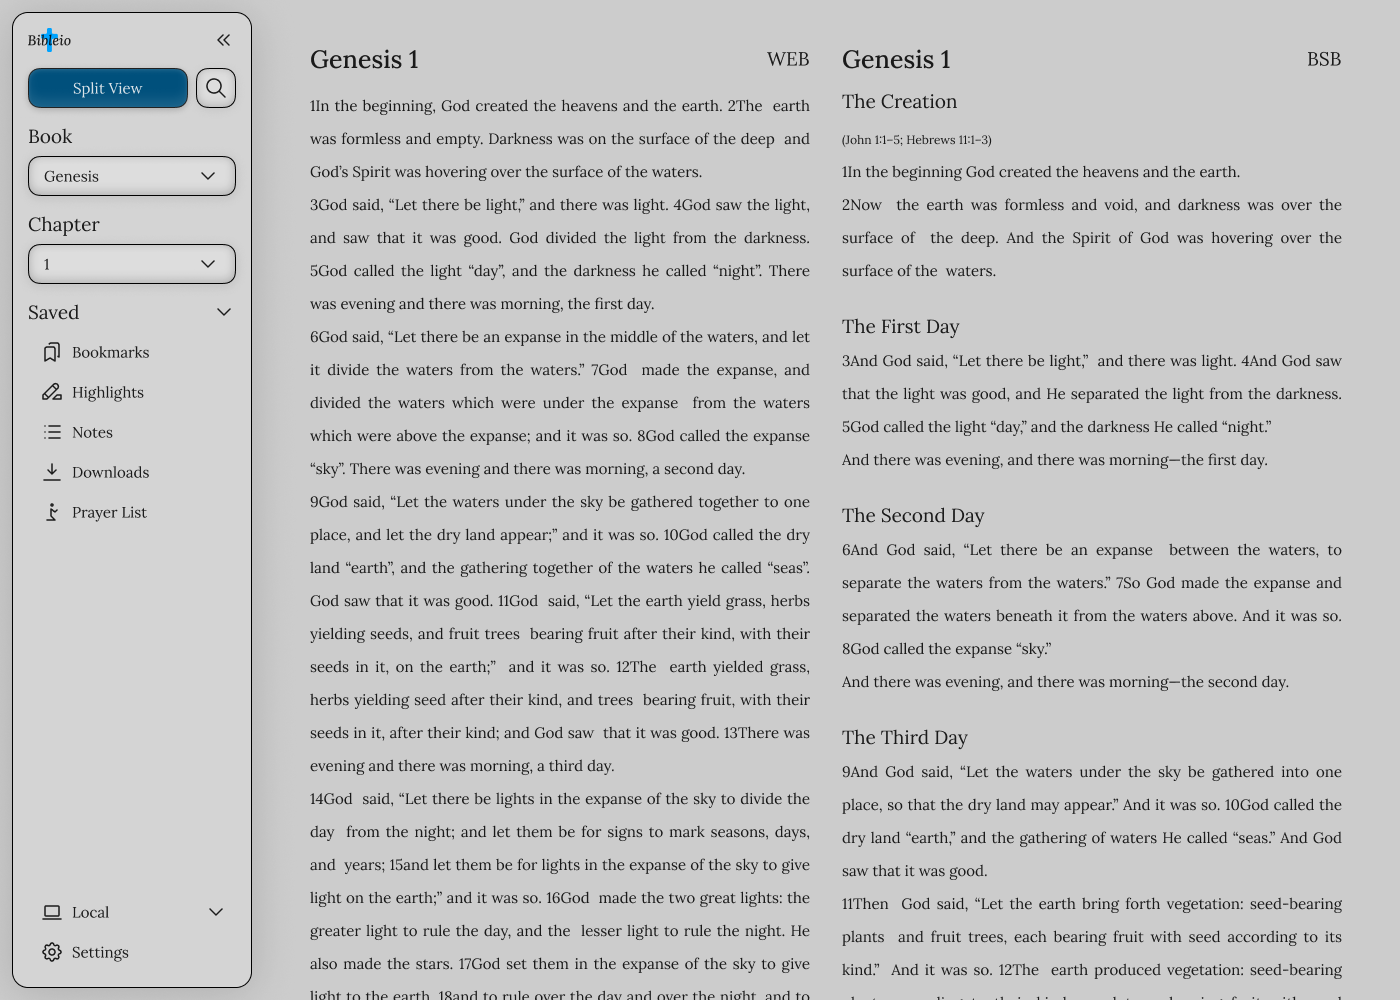 Bibleio
Split View
Book
Genesis
Chapter
1
Saved
Bookmarks
Highlights
Notes
Downloads
Prayer List
Local
Settings
Genesis 1 WEB
1In the beginning, God created the heavens and the earth. 2The earth
was formless and empty. Darkness was on the surface of the deep and
God’s Spirit was hovering over the surface of the waters.
3God said, “Let there be light,” and there was light. 4God saw the light,
and saw that it was good. God divided the light from the darkness.
5God called the light “day”, and the darkness he called “night”. There
was evening and there was morning, the first day.
6God said, “Let there be an expanse in the middle of the waters, and let
it divide the waters from the waters.” 7God made the expanse, and
divided the waters which were under the expanse from the waters
which were above the expanse; and it was so. 8God called the expanse
“sky”. There was evening and there was morning, a second day.
9God said, “Let the waters under the sky be gathered together to one
place, and let the dry land appear;” and it was so. 10God called the dry
land “earth”, and the gathering together of the waters he called “seas”.
God saw that it was good. 11God said, “Let the earth yield grass, herbs
yielding seeds, and fruit trees bearing fruit after their kind, with their
seeds in it, on the earth;” and it was so. 12The earth yielded grass,
herbs yielding seed after their kind, and trees bearing fruit, with their
seeds in it, after their kind; and God saw that it was good. 13There was
evening and there was morning, a third day.
14God said, “Let there be lights in the expanse of the sky to divide the
day from the night; and let them be for signs to mark seasons, days,
and years; 15and let them be for lights in the expanse of the sky to give
light on the earth;” and it was so. 16God made the two great lights: the
greater light to rule the day, and the lesser light to rule the night. He
also made the stars. 17God set them in the expanse of the sky to give
light to the earth, 18and to rule over the day and over the night, and to
Genesis 1 BSB
The Creation
(John 1:1–5; Hebrews 11:1–3)
1In the beginning God created the heavens and the earth.
2Now the earth was formless and void, and darkness was over the
surface of the deep. And the Spirit of God was hovering over the
surface of the waters.
The First Day
3And God said, “Let there be light,” and there was light. 4And God saw
that the light was good, and He separated the light from the darkness.
5God called the light “day,” and the darkness He called “night.”
And there was evening, and there was morning—the first day.
The Second Day
6And God said, “Let there be an expanse between the waters, to
separate the waters from the waters.” 7So God made the expanse and
separated the waters beneath it from the waters above. And it was so.
8God called the expanse “sky.”
And there was evening, and there was morning—the second day.
The Third Day
9And God said, “Let the waters under the sky be gathered into one
place, so that the dry land may appear.” And it was so. 10God called the
dry land “earth,” and the gathering of waters He called “seas.” And God
saw that it was good.
11Then God said, “Let the earth bring forth vegetation: seed-bearing
plants and fruit trees, each bearing fruit with seed according to its
kind.” And it was so. 12The earth produced vegetation: seed-bearing